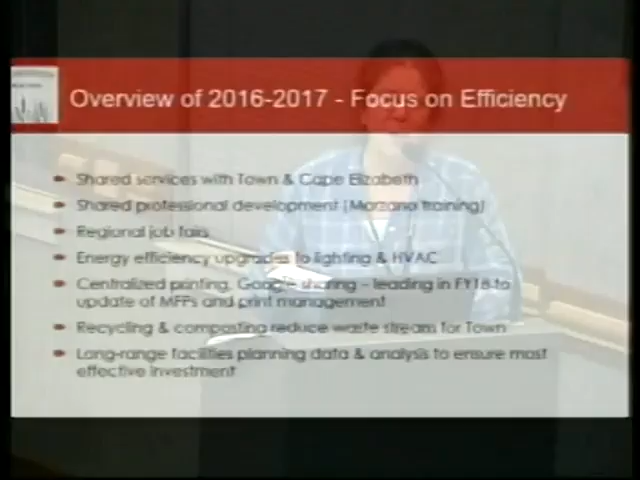 Overview of 2016-2017 - Focus on Efficiency
Shared services with Town & Cape Elizabeth
Shared professional development (Marzano training)
Regional job fairs
Energy efficiency upgrades to lighting & HVAC
Centralized printing, Google sharing - leading in FY18 to
update of MFPs and print management
Recycling & composting reduce waste stream for Town
Long-range facilities planning data & analysis to ensure most
effective investment